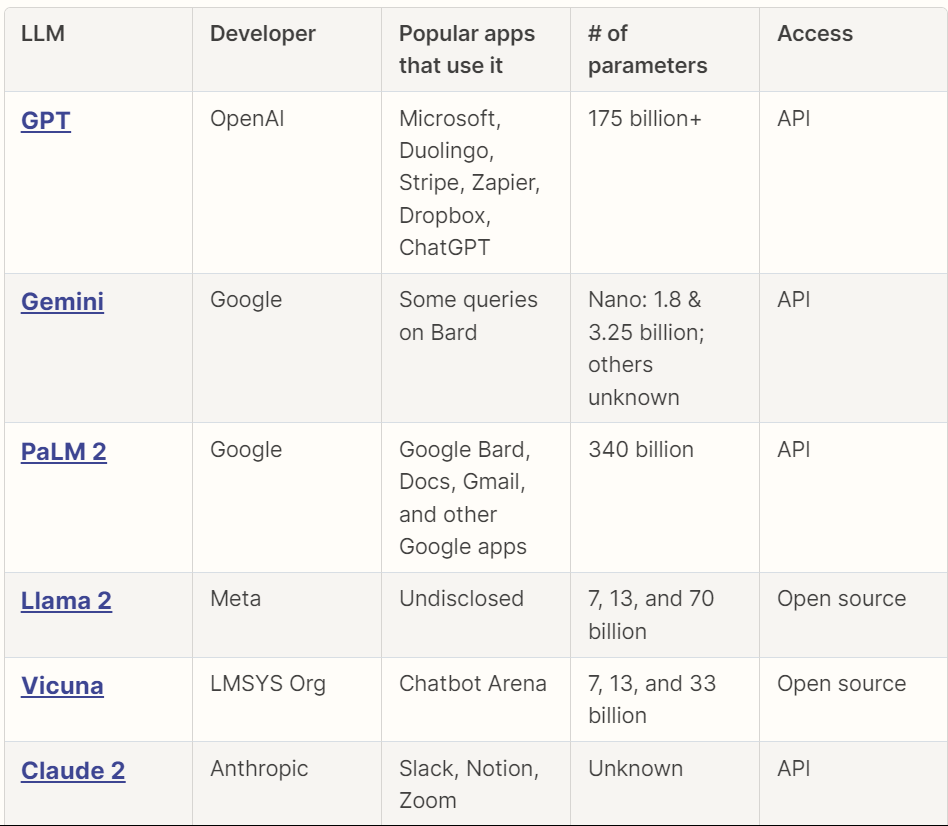 LLM
Developer
Popular apps
that use it
# of
parameters
Access
GPT
OpenAI
Microsoft,
Duolingo,
Stripe, Zapier,
Dropbox,
ChatGPT
175 billion+
API
Gemini
Google
Some queries
on Bard
Nano: 1.8 &
3.25 billion;
others
unknown
API
PaLM 2
Google
Google Bard,
Docs, Gmail,
and other
Google apps
340 billion
API
Llama 2
Meta
Undisclosed
7, 13, and 70
billion
Open source
Vicuna
LMSYS Org
Chatbot Arena
7, 13, and 33
billion
Open source
Claude 2
Anthropic
Slack, Notion,
Zoom
Unknown
API